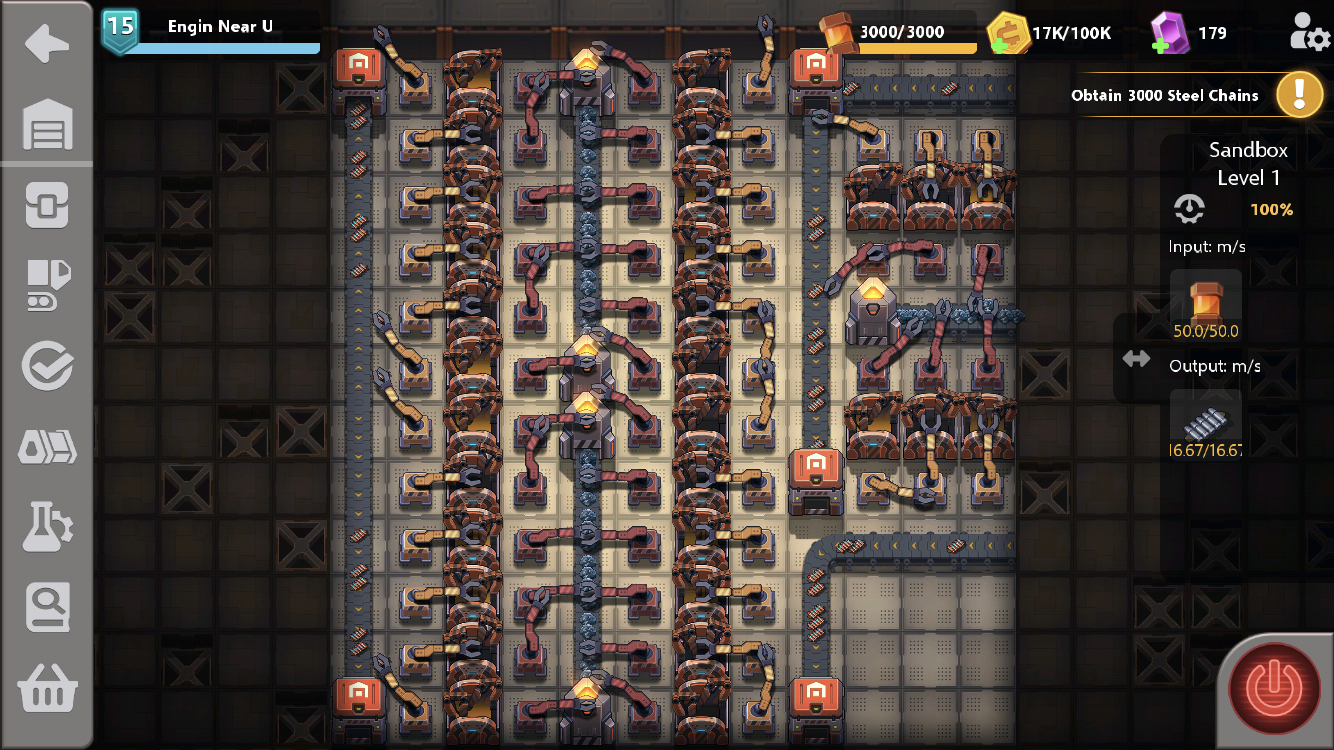 15
Engin Near U
3000/3000
17K/100K
179
Obtain 3000 Steel Chains
Sandbox
Level 1
100%
Input: m/s
50.0/50.0
Output: m/s
16.67/16.67